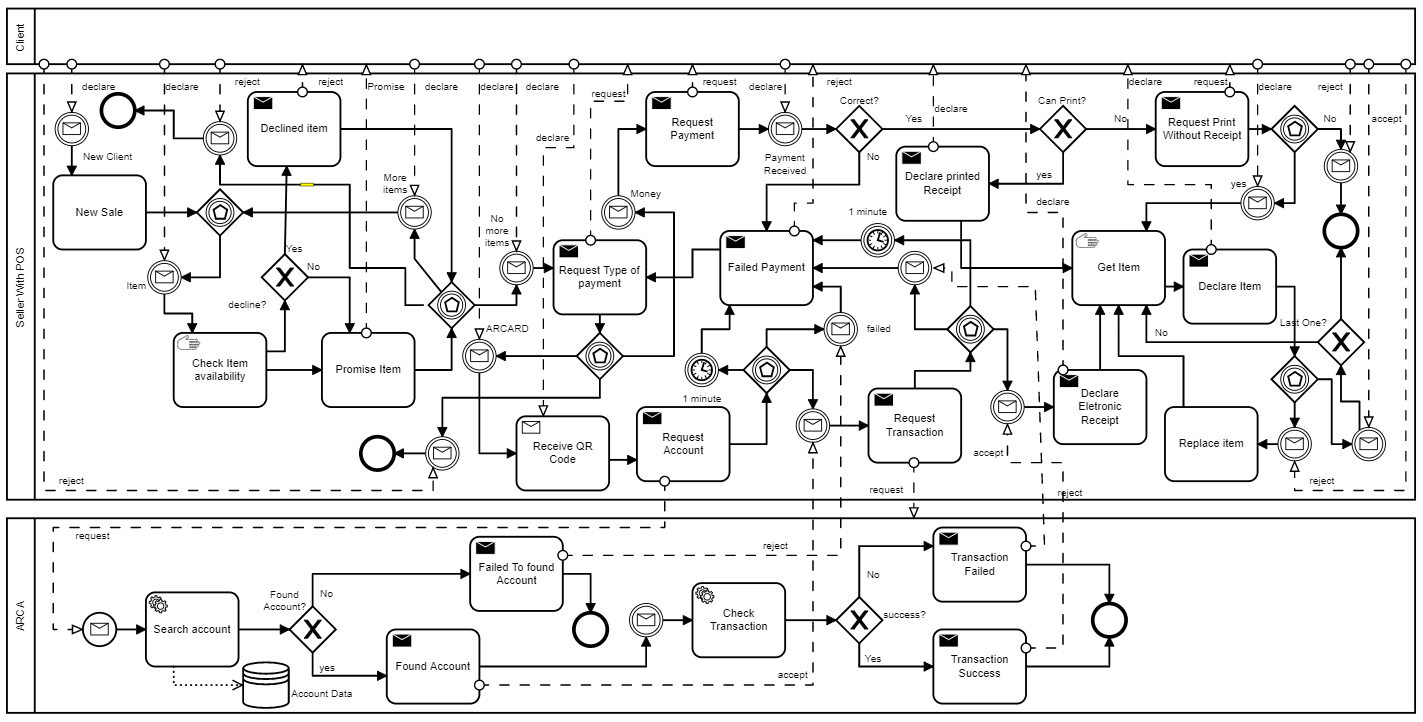 Client
Seller With POS
declare
declare
reject
reject
Promise
declare
declare
declare
request
request
declare
reject
declare
declare
request
declare
reject
accept
New Client
New Sale
Item
Declined item
Yes
No
decline?
Check Item
availability
Promise Item
More
items
No
more
items
ARCARD
declare
Request Type of
payment
Money
Request
Payment
Payment
Received
Correct?
Yes
No
Can Print?
No
yes
Declare printed
Receipt
declare
Request Print
Without Receipt
No
yes
1 minute
Failed Payment
failed
1 minute
Get Item
Declare Item
Last One?
No
Receive QR
Code
Request
Account
Request
Transaction
Declare
Eletronic
Receipt
Replace item
reject
request
accept
reject
reject
ARCA
request
Search account
Account Data
Found
Account?
No
yes
Failed To found
Account
reject
Found Account
accept
Check
Transaction
success?
No
Yes
Transaction
Failed
Transaction
Success